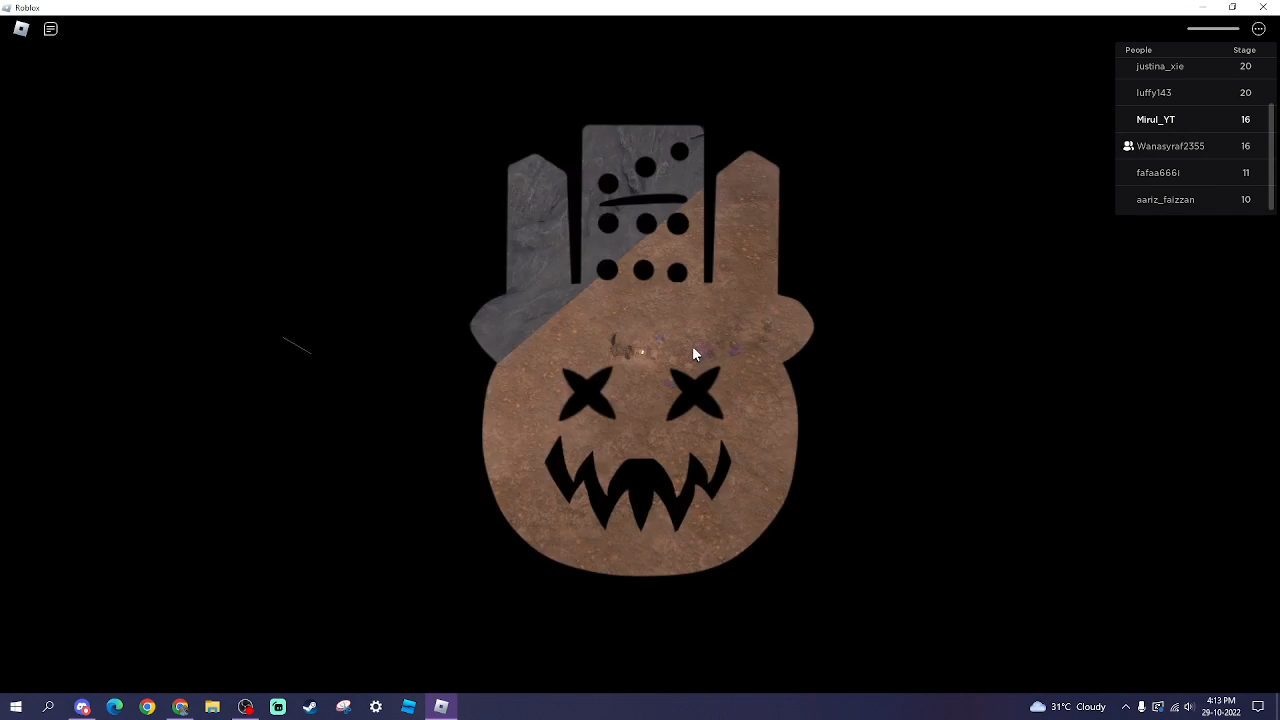 Roblox
People Stage
justina_xie 20
luffy143 20
Mirul_YT 16
Wanasyraf2355 16
fafaa666i 11
aariz_faizzan 10
31°C Cloudy
4:13 PM
29-10-2022